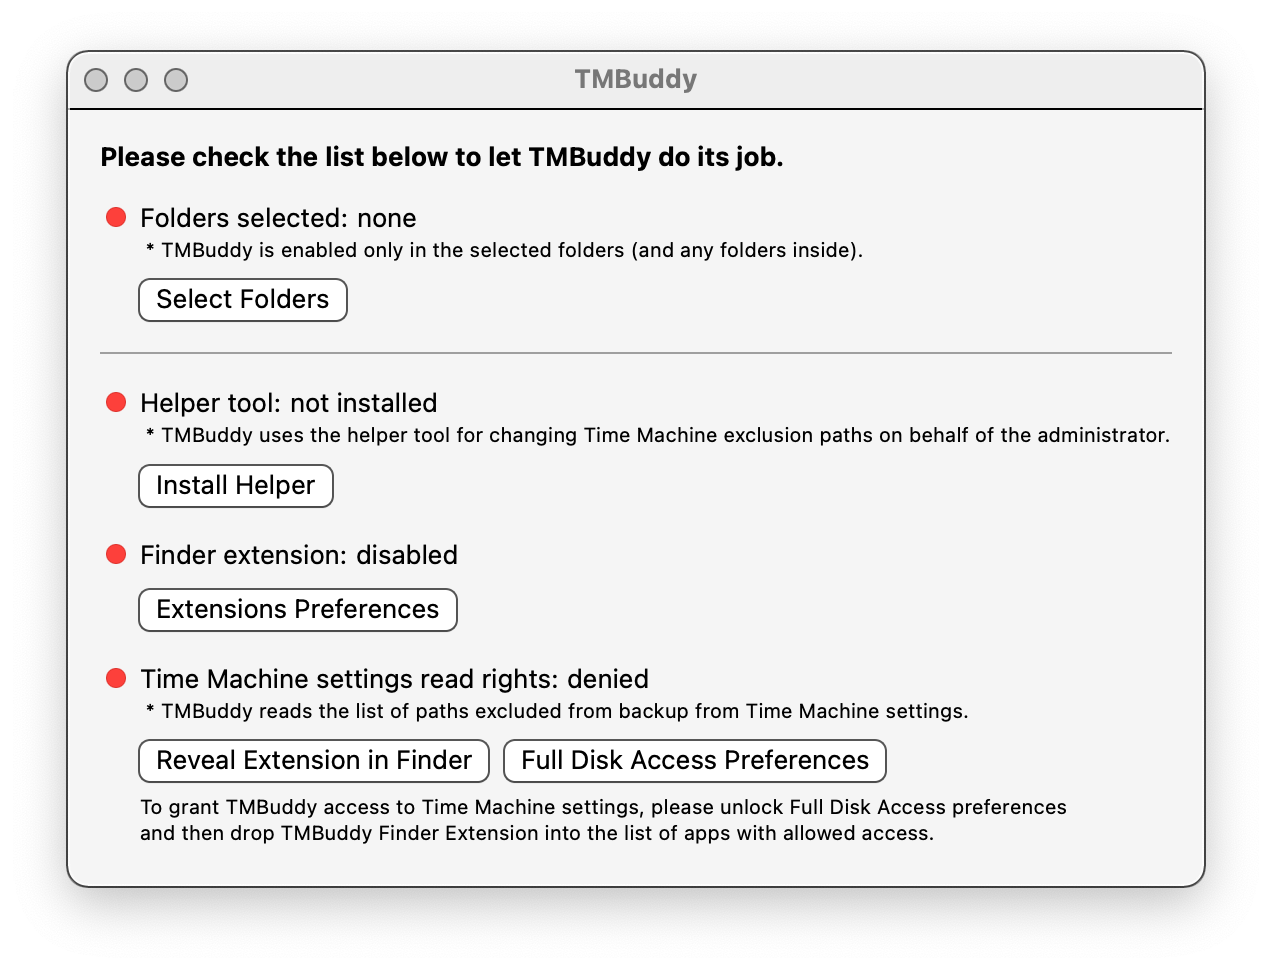 TMBuddy
Please check the list below to let TMBuddy do its job.
Folders selected: none
* TMBuddy is enabled only in the selected folders (and any folders inside).
Select Folders
Helper tool: not installed
* TMBuddy uses the helper tool for changing Time Machine exclusion paths on behalf of the administrator.
Install Helper
Finder extension: disabled
Extensions Preferences
Time Machine settings read rights: denied
* TMBuddy reads the list of paths excluded from backup from Time Machine settings.
Reveal Extension in Finder Full Disk Access Preferences
To grant TMBuddy access to Time Machine settings, please unlock Full Disk Access preferences
and then drop TMBuddy Finder Extension into the list of apps with allowed access.